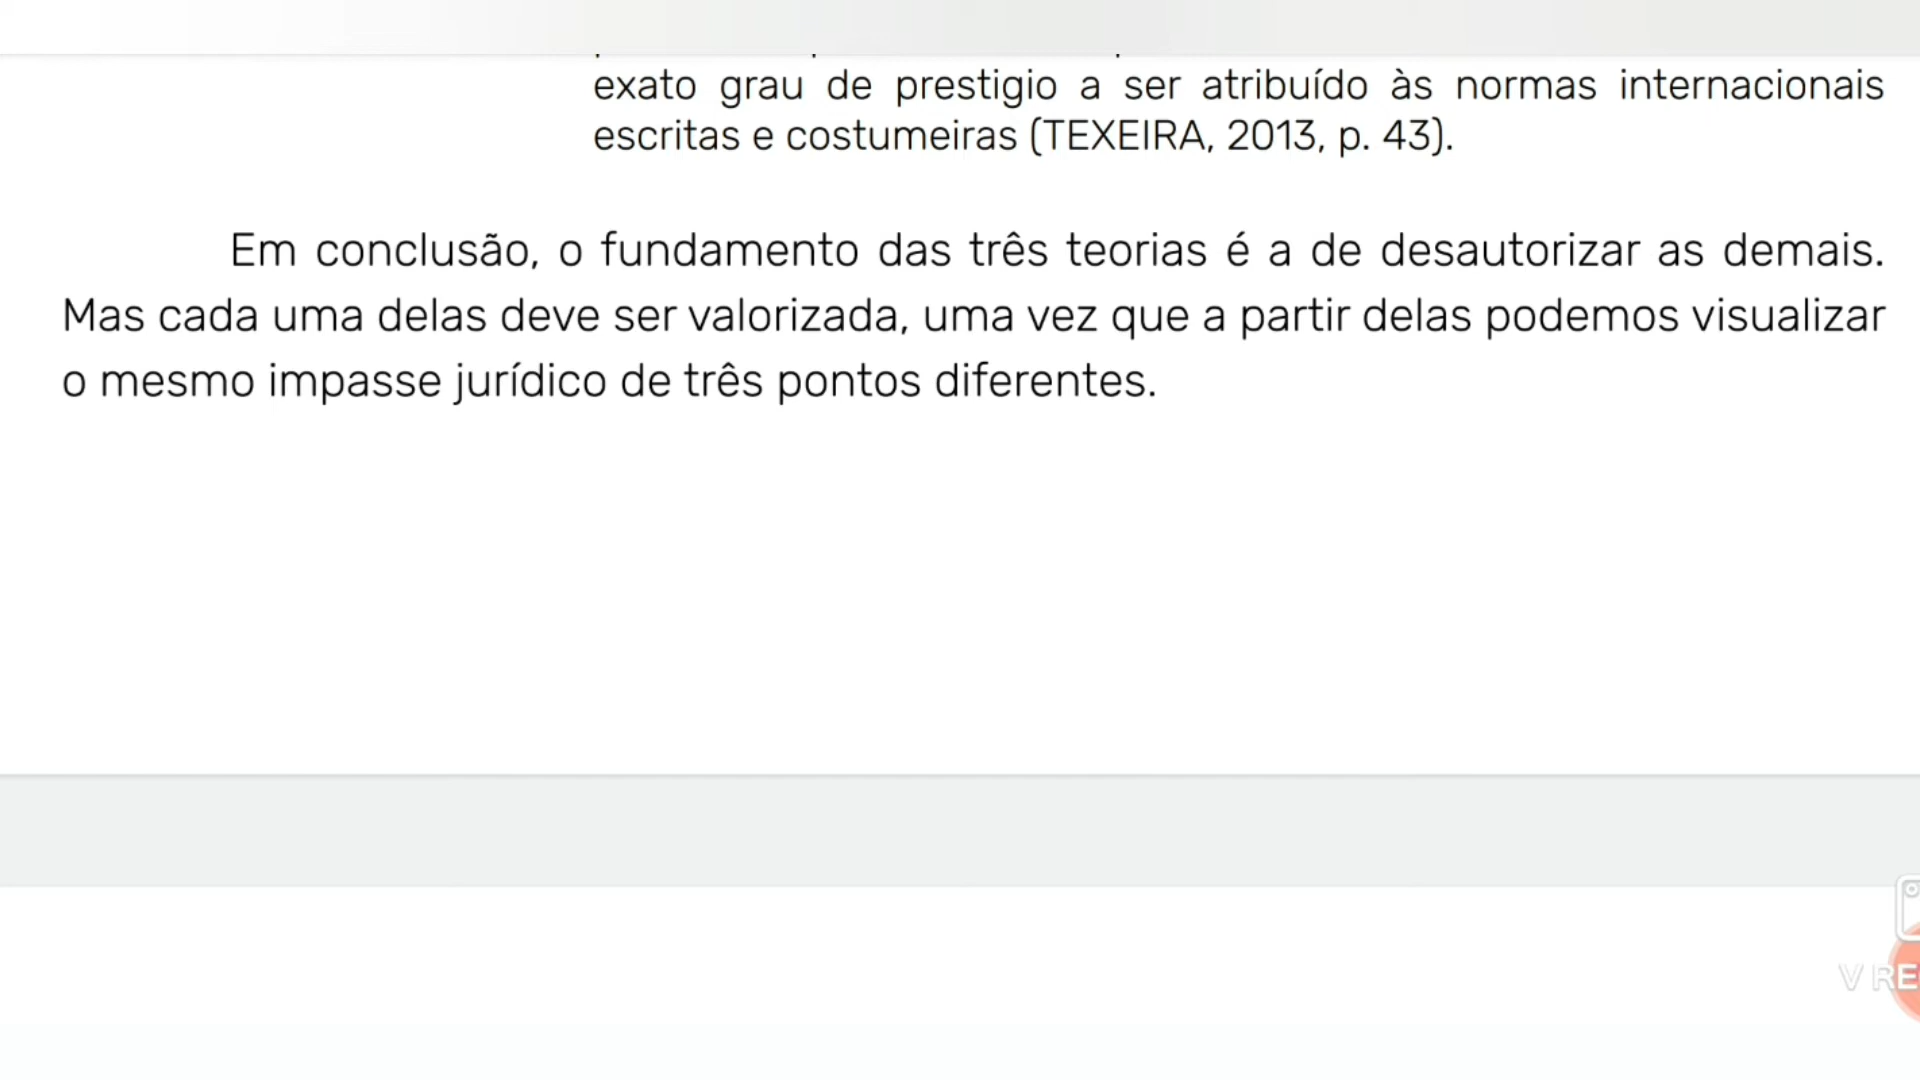 exato grau de prestigio a ser atribuído às normas internacionais
escritas e costumeiras (TEXEIRA, 2013, p. 43).
Em conclusão, o fundamento das três teorias é a de desautorizar as demais.
Mas cada uma delas deve ser valorizada, uma vez que a partir delas podemos visualizar
o mesmo impasse jurídico de três pontos diferentes.
V RE